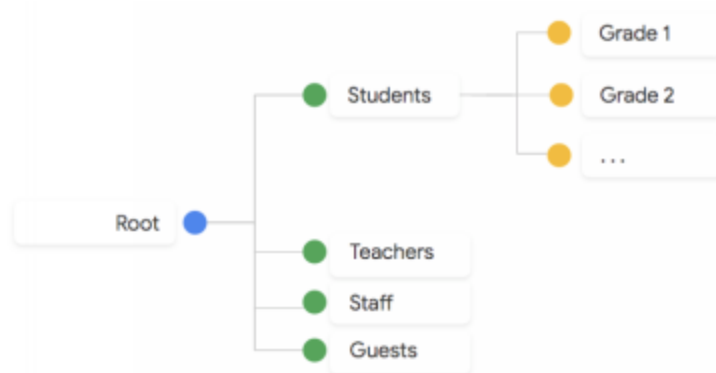 Grade 1
Students
Grade 2
...
Root
Teachers
Staff
Guests